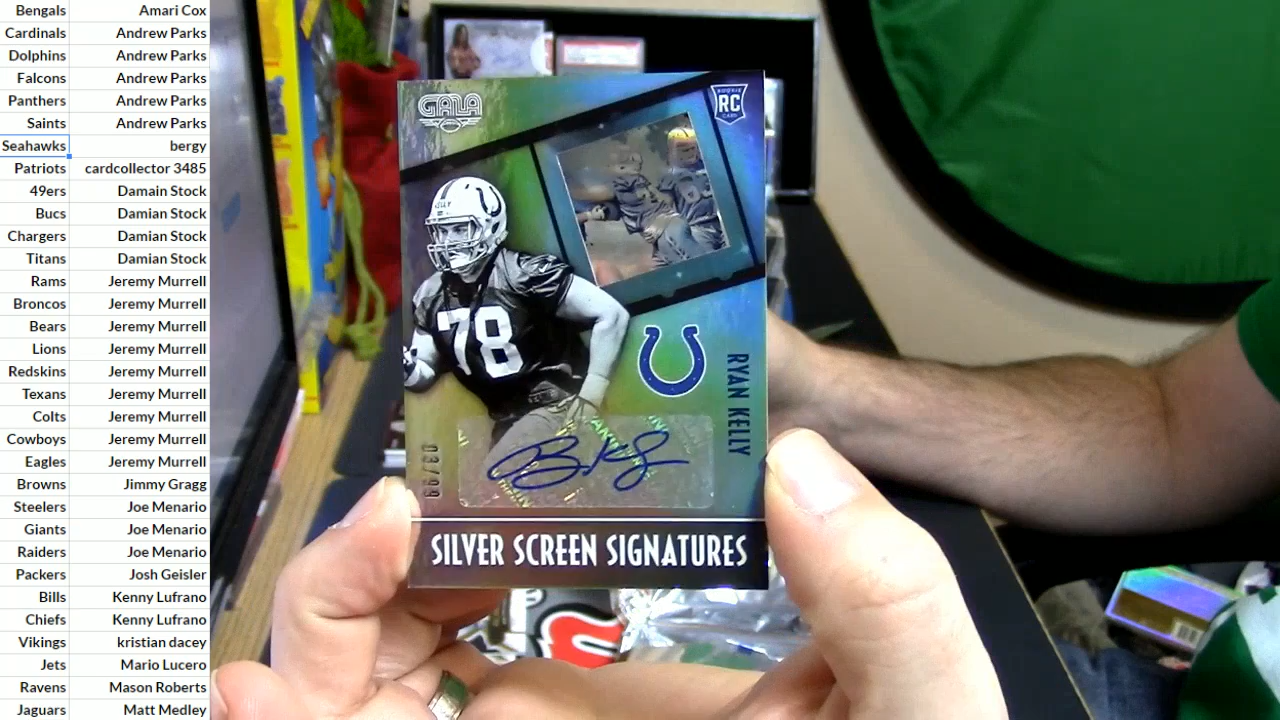 Bengals Amari Cox
Cardinals Andrew Parks
Dolphins Andrew Parks
Falcons Andrew Parks
Panthers Andrew Parks
Saints Andrew Parks
Seahawks bergy
Patriots cardcollector 3485
49ers Damain Stock
Bucs Damian Stock
Chargers Damian Stock
Titans Damian Stock
Rams Jeremy Murrell
Broncos Jeremy Murrell
Bears Jeremy Murrell
Lions Jeremy Murrell
Redskins Jeremy Murrell
Texans Jeremy Murrell
Colts Jeremy Murrell
Cowboys Jeremy Murrell
Eagles Jeremy Murrell
Browns Jimmy Gragg
Steelers Joe Menario
Giants Joe Menario
Raiders Joe Menario
Packers Josh Geisler
Bills Kenny Lufrano
Chiefs Kenny Lufrano
Vikings kristian dacey
Jets Mario Lucero
Ravens Mason Roberts
Jaguars Matt Medley
GALA
ROOKIE
RC
CARD
KELLY
78
RYAN KELLY
SILVER SCREEN SIGNATURES